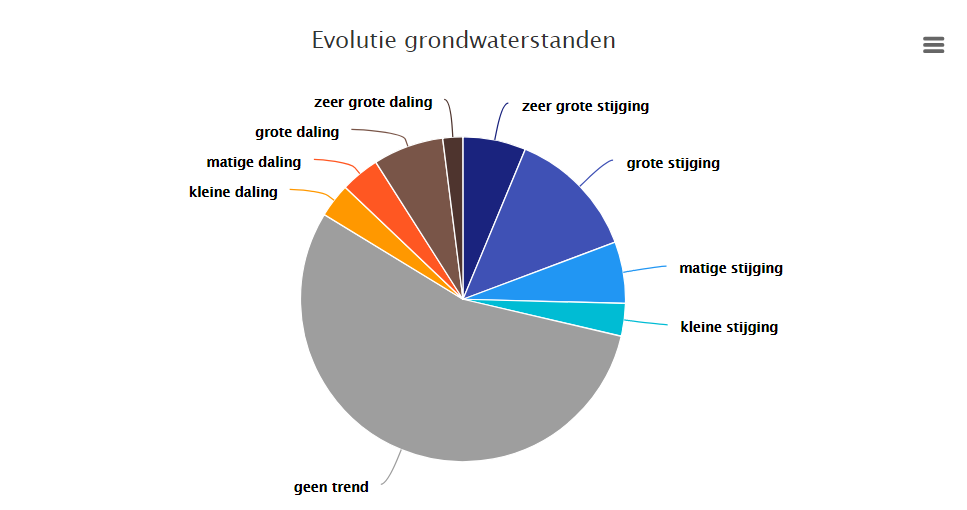 Evolutie grondwaterstanden
zeer grote daling
zeer grote stijging
grote daling
matige daling
grote stijging
kleine daling
matige stijging
kleine stijging
geen trend